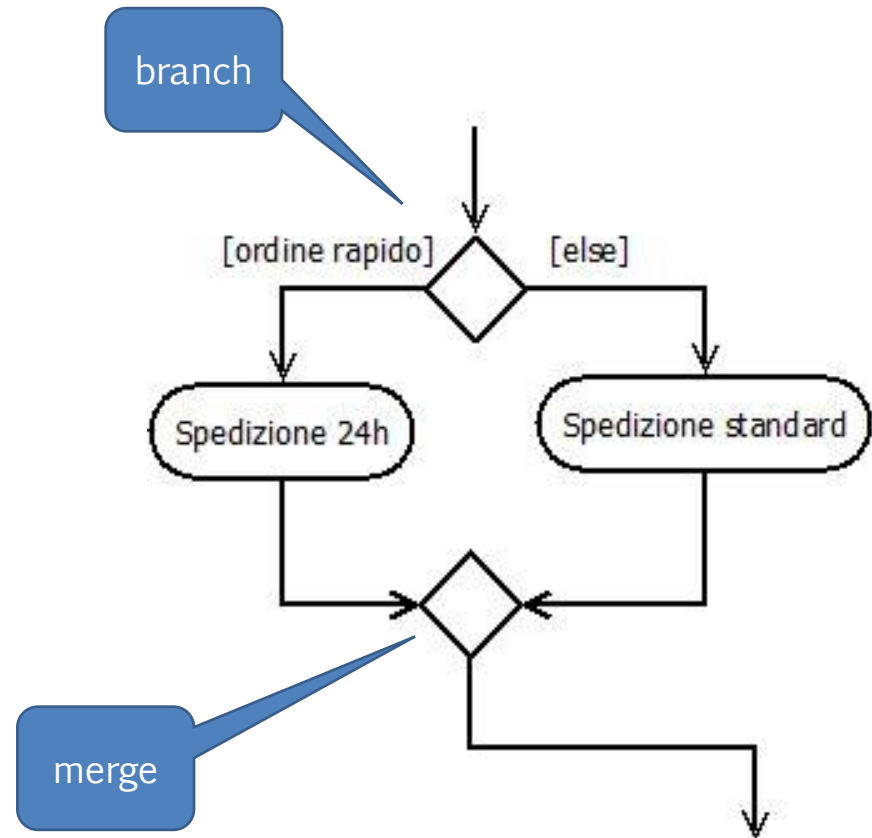 branch
[ordine rapido]
[else]
Spedizione 24h
Spedizione standard
merge